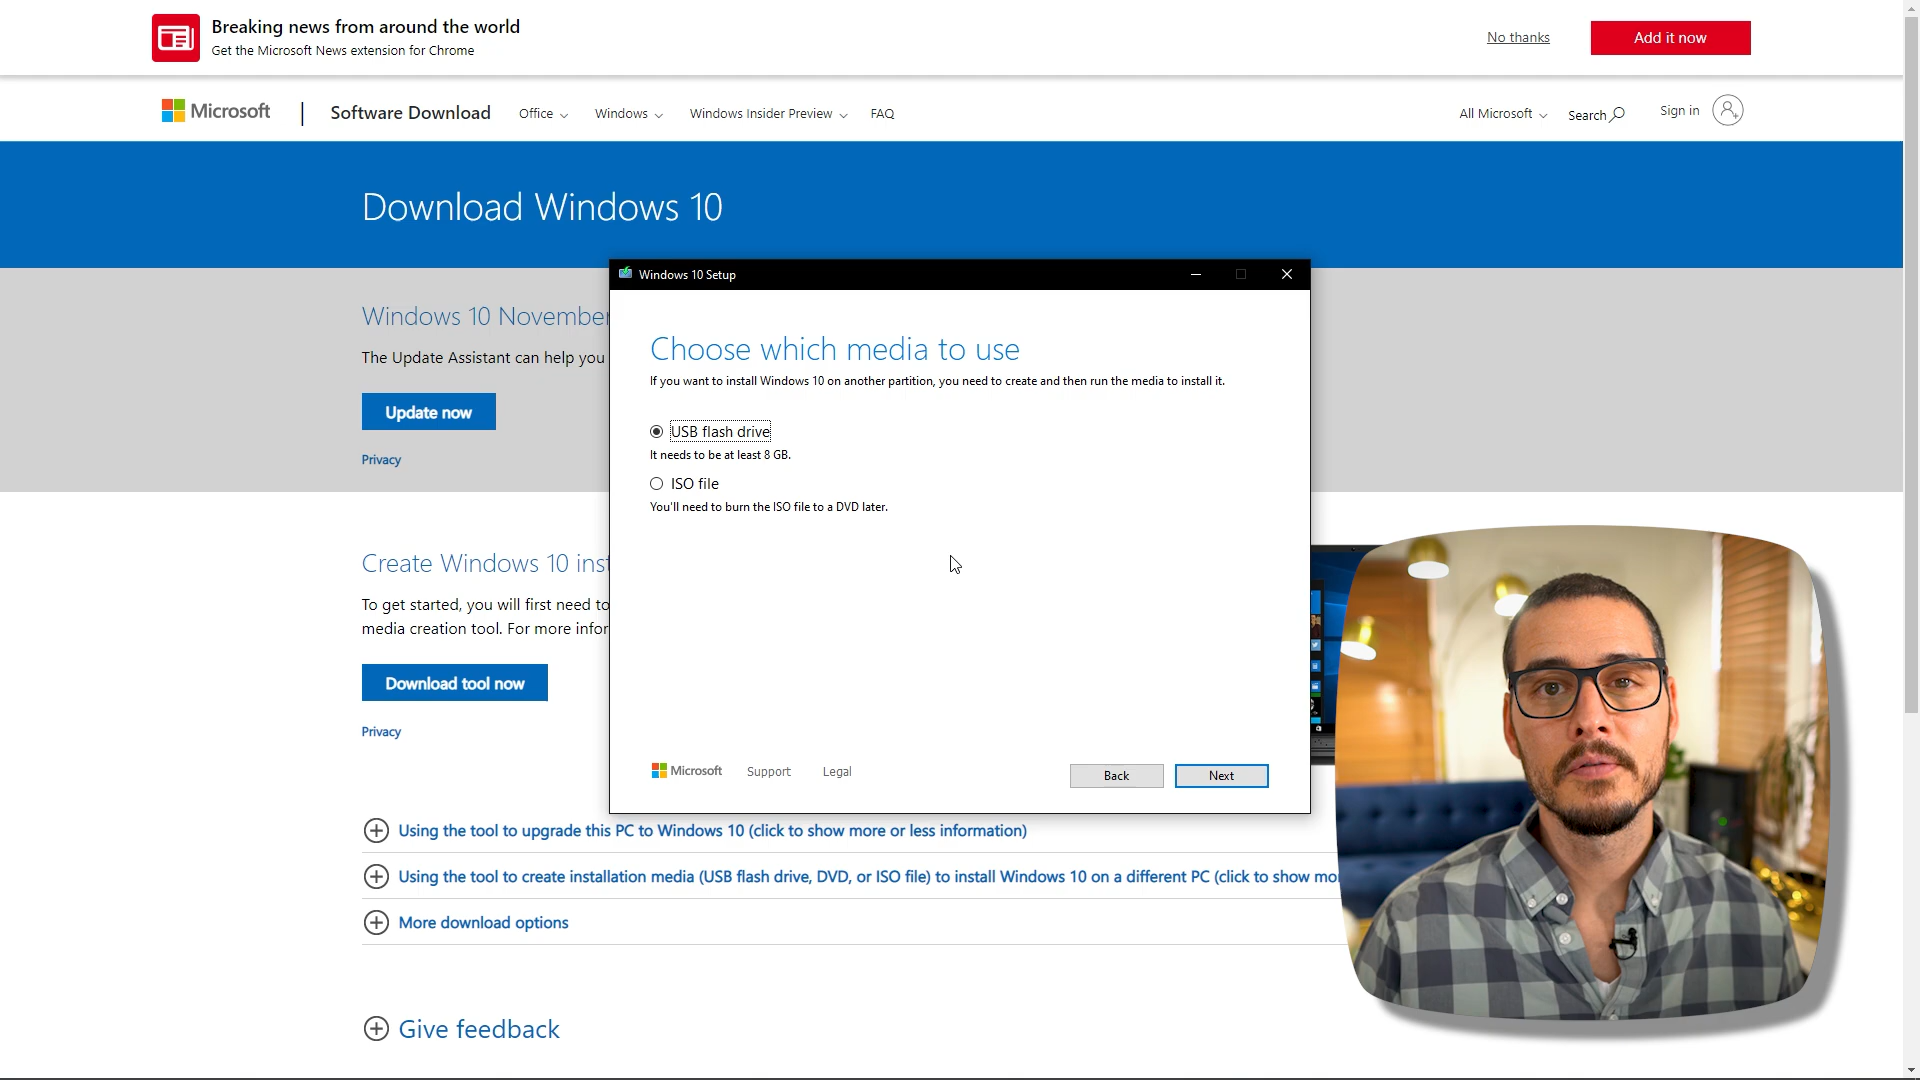 Breaking news from around the world
Get the Microsoft News extension for Chrome
No thanks
Add it now
Microsoft
Software Download
Office
Windows
Windows Insider Preview
FAQ
All Microsoft
Search
Sign in
Download Windows 10
Windows 10 November
The Update Assistant can help you
Update now
Privacy
Windows 10 Setup
Choose which media to use
If you want to install Windows 10 on another partition, you need to create and then run the media to install it.
USB flash drive
It needs to be at least 8 GB.
ISO file
You'll need to burn the ISO file to a DVD later.
Microsoft
Support
Legal
Back
Next
Create Windows 10 inst
To get started, you will first need to
media creation tool. For more infor
Download tool now
Privacy
Using the tool to upgrade this PC to Windows 10 (click to show more or less information)
Using the tool to create installation media (USB flash drive, DVD, or ISO file) to install Windows 10 on a different PC (click to show mo
More download options
Give feedback